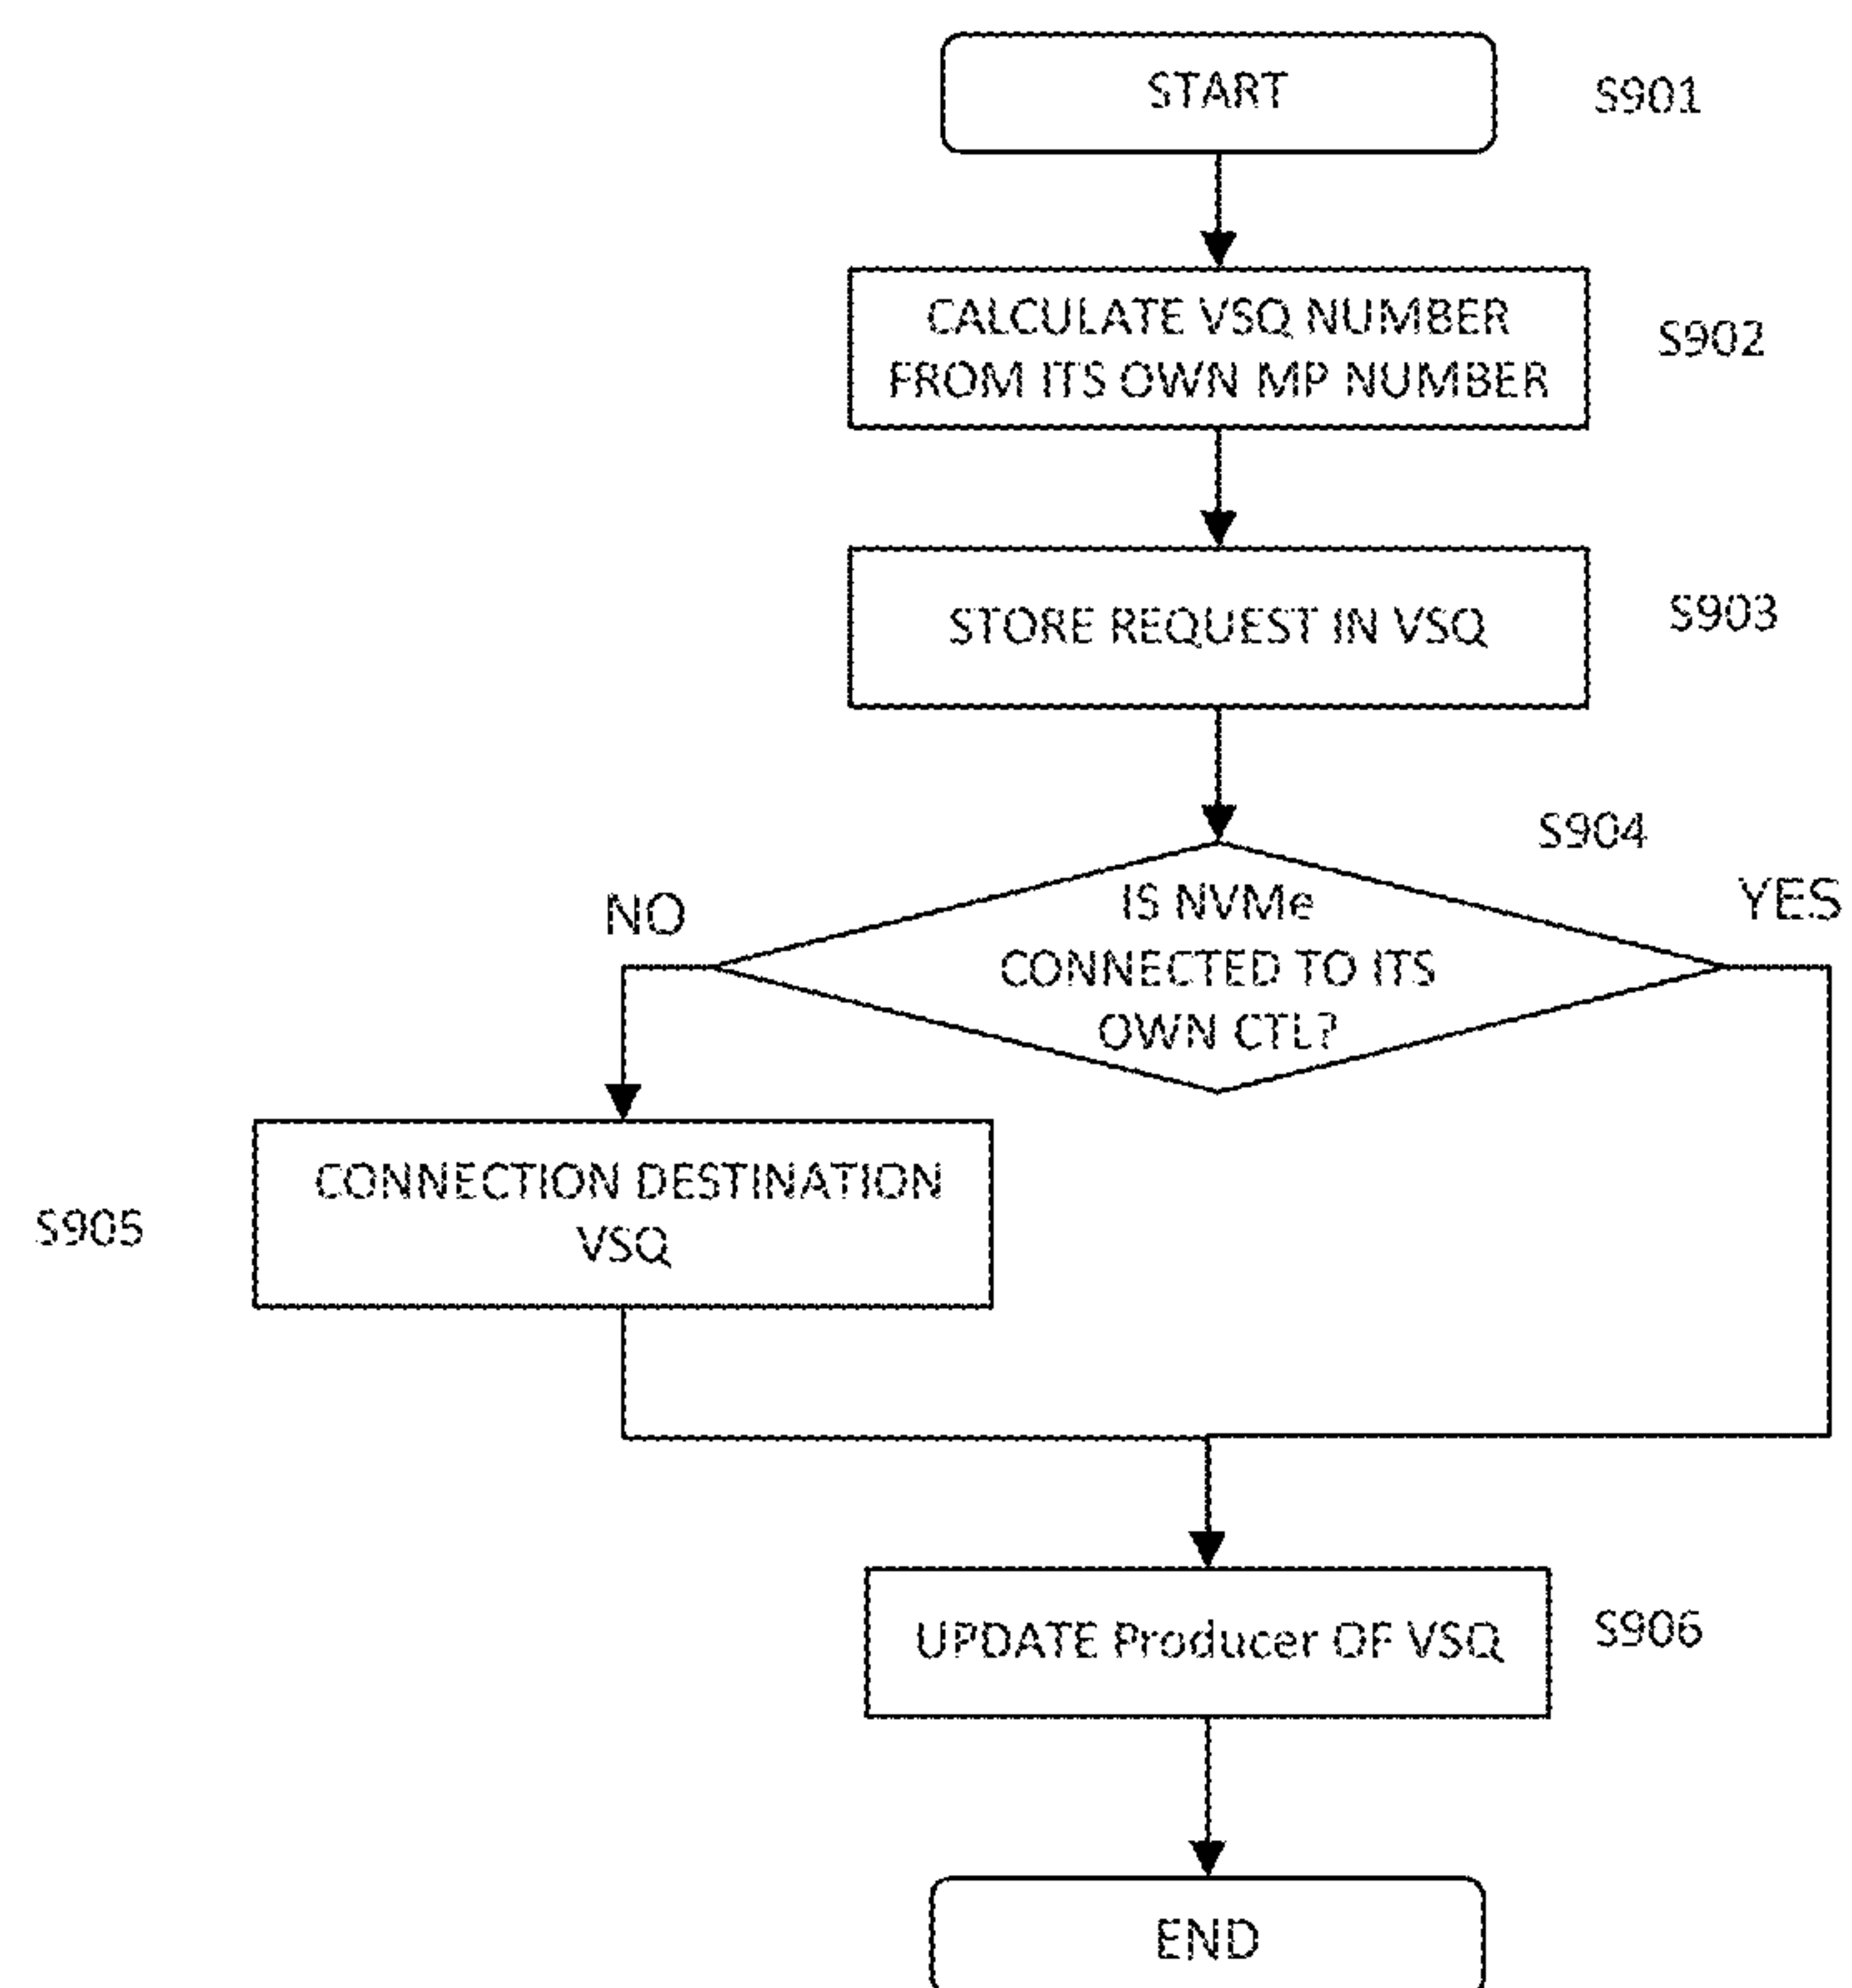 START
S901
CALCULATE VSQ NUMBER
FROM ITS OWN MP NUMBER
S902
STORE REQUEST IN VSQ
S903
S904
NO
YES
IS NVMe
CONNECTED TO ITS
OWN CTL?
CONNECTION DESTINATION
VSQ
S905
UPDATE Producer OF VSQ
S906
END